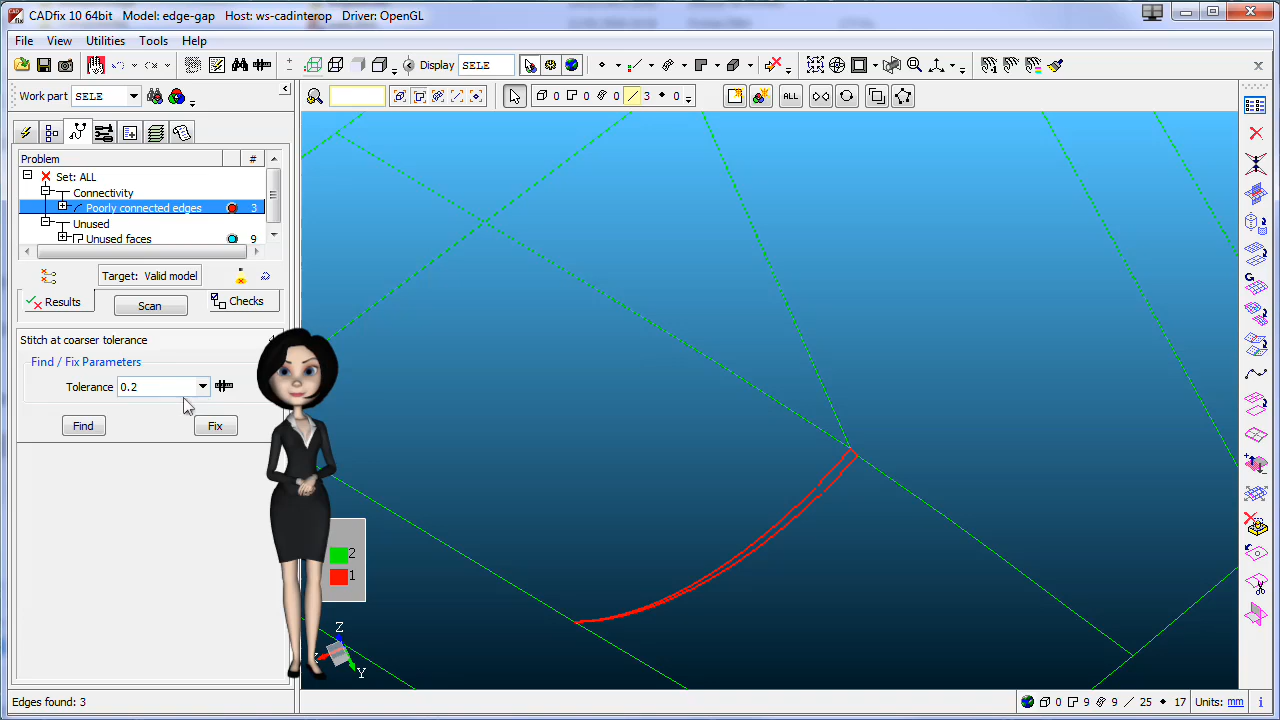 CADfix 10 64bit Model: edge-gap Host: ws-cadinterop Driver: OpenGL
File View Utilities Tools Help
Display SELE
Work part SELE
0 0 0 3 0
ALL
Problem #
Set: ALL
Connectivity
Poorly connected edges 3
Unused
Unused faces 9
Target: Valid model
Results Scan Checks
Stitch at coarser tolerance
Find / Fix Parameters
Tolerance 0.2
Find Fix
2
1
Z
Y
Edges found: 3
0 9 9 25 17 Units: mm